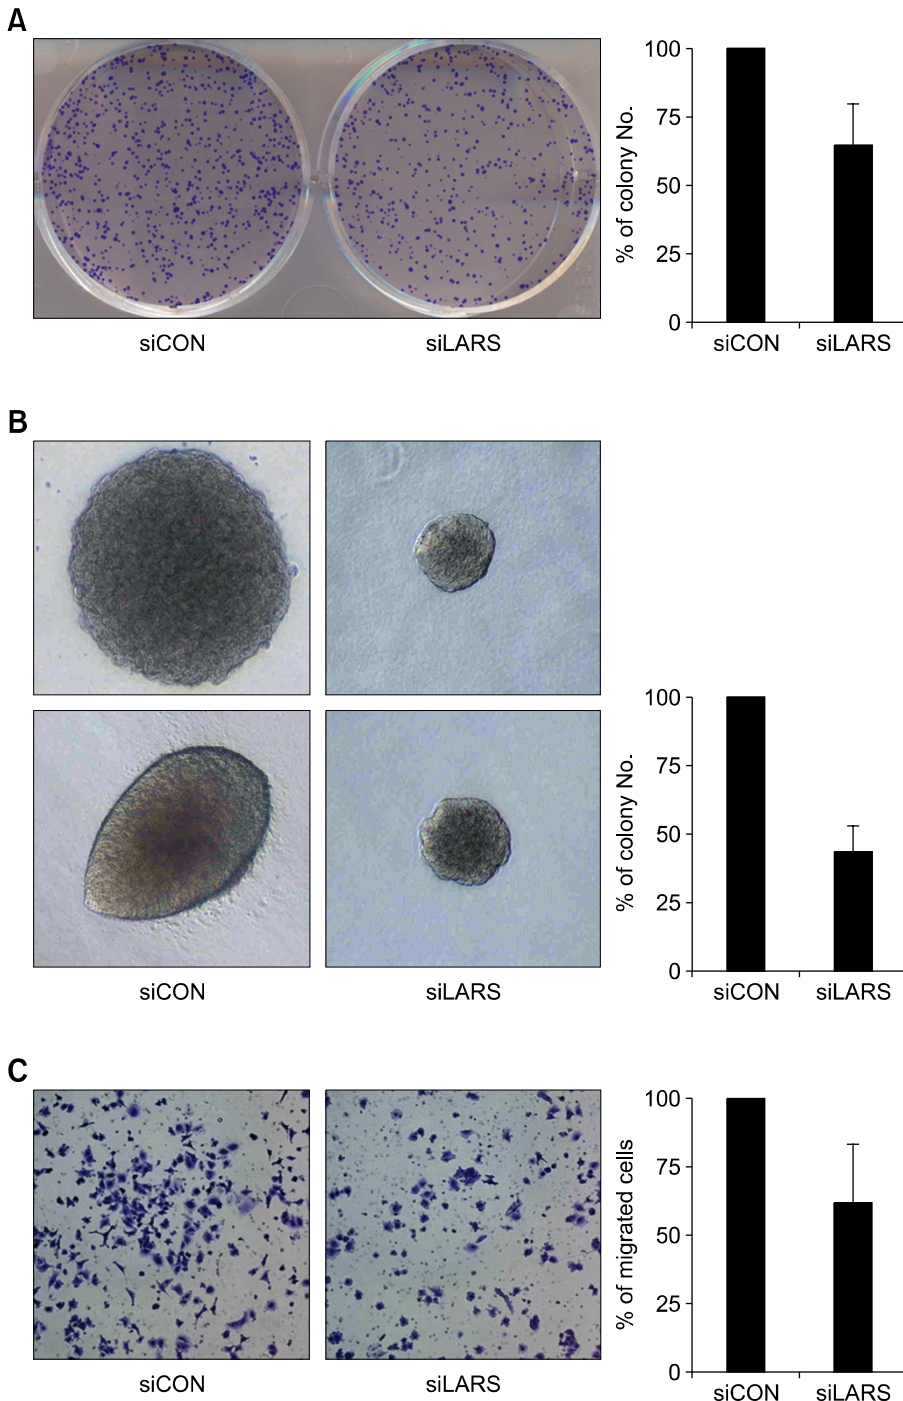 A
siCON siLARS
% of colony No.
100
75
50
25
0
siCON siLARS
B
siCON siLARS
% of colony No.
100
75
50
25
0
siCON siLARS
C
siCON siLARS
% of migrated cells
100
75
50
25
0
siCON siLARS